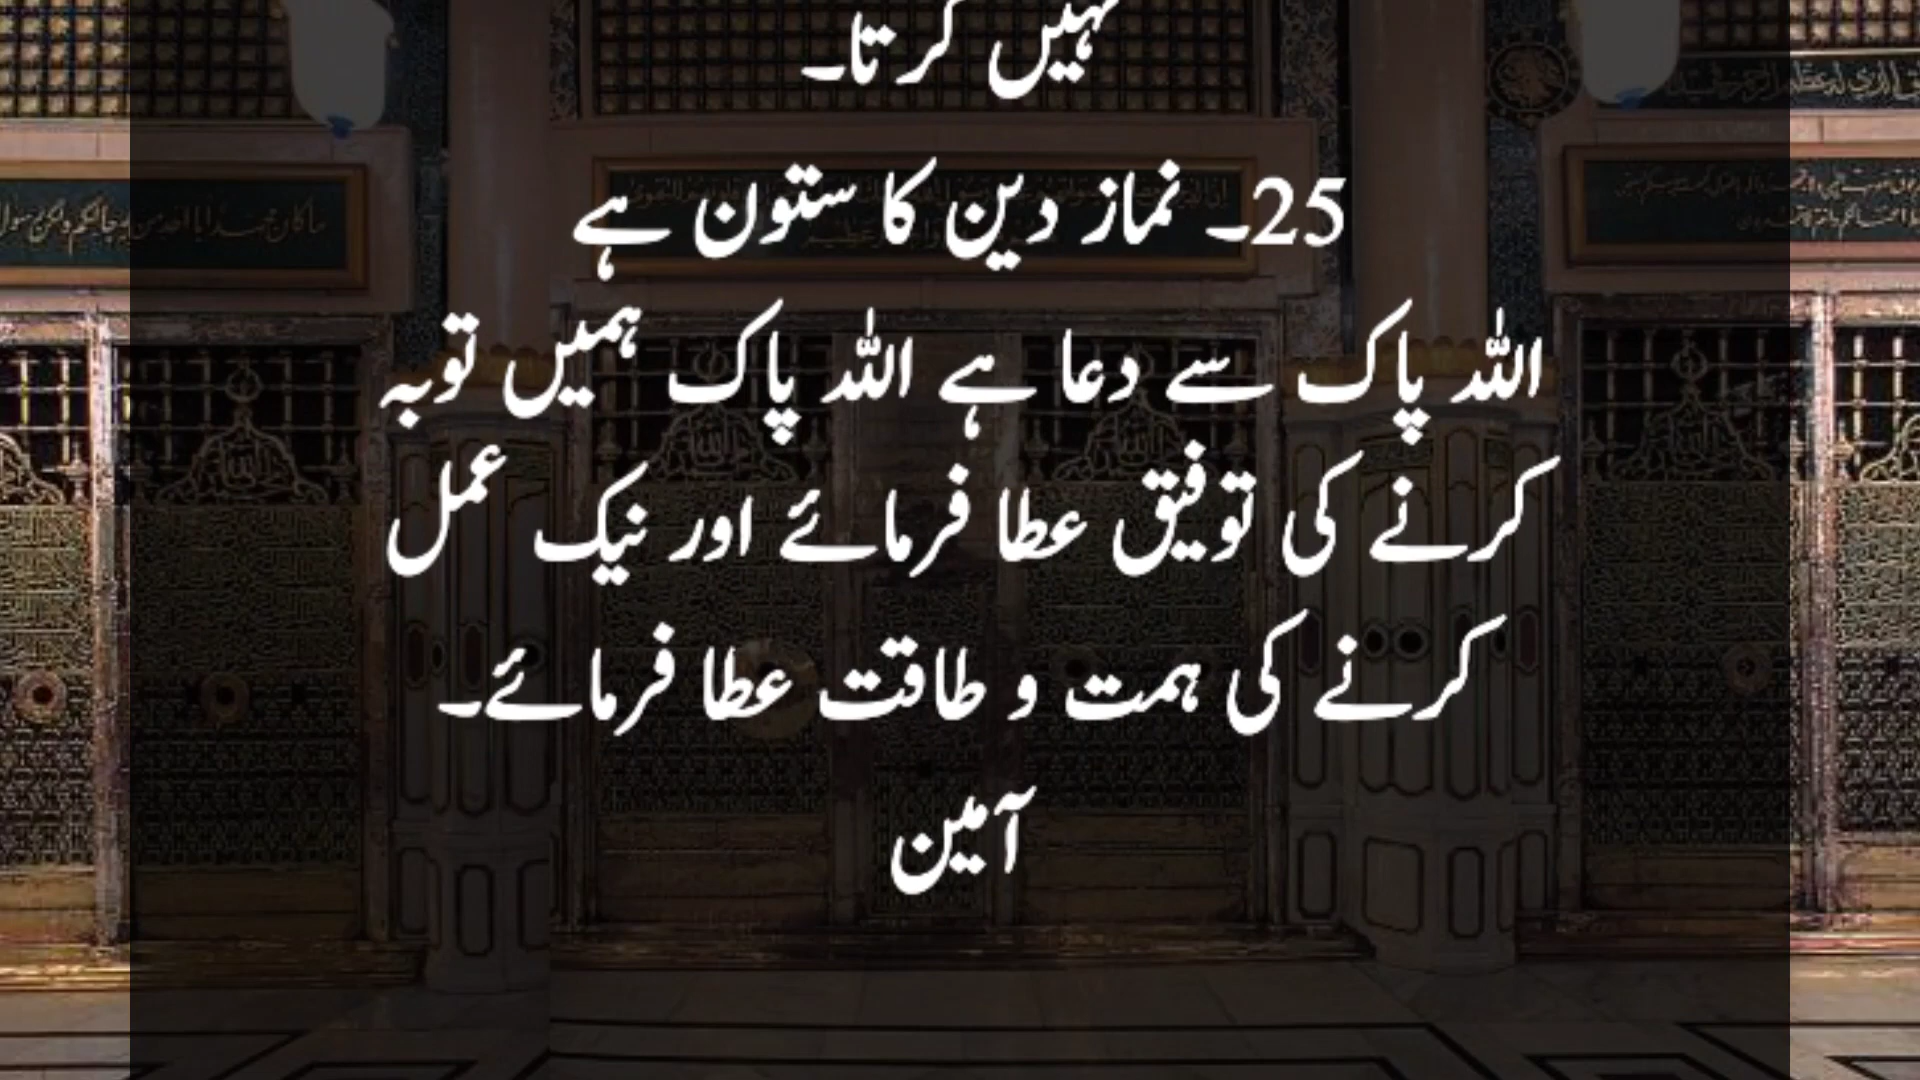 نہیں کرتا۔
25۔ نماز دین کا ستون ہے
اللہ پاک سے دعا ہے اللہ پاک ہمیں توبہ
کرنے کی توفیق عطا فرمائے اور نیک عمل
کرنے کی ہمت و طاقت عطا فرمائے۔
آمین